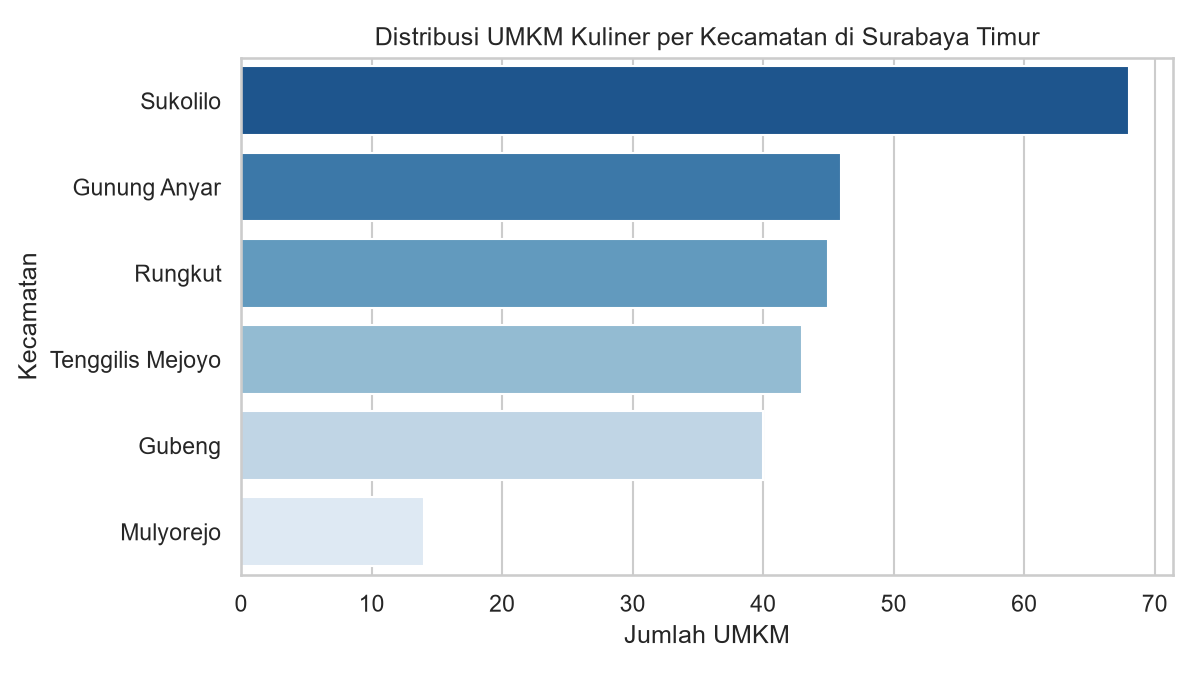 Distribusi UMKM Kuliner per Kecamatan di Surabaya Timur
Kecamatan
Sukolilo
Gunung Anyar
Rungkut
Tenggilis Mejoyo
Gubeng
Mulyorejo
0 10 20 30 40 50 60 70
Jumlah UMKM